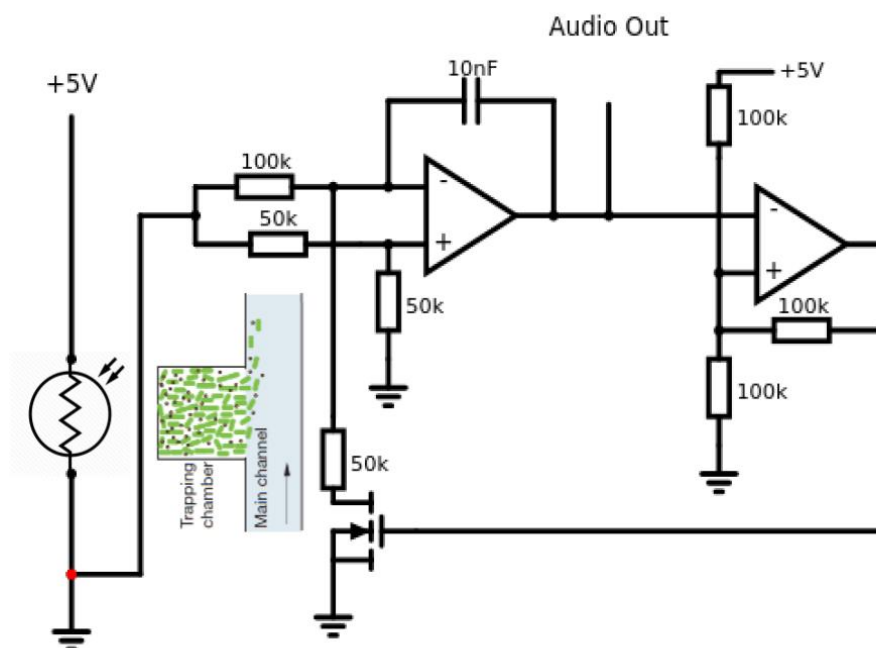 Audio Out
+5V
10nF
+5V
100k
100k
50k
-
+
-
+
50k
100k
100k
50k
Trapping
chamber
Main channel